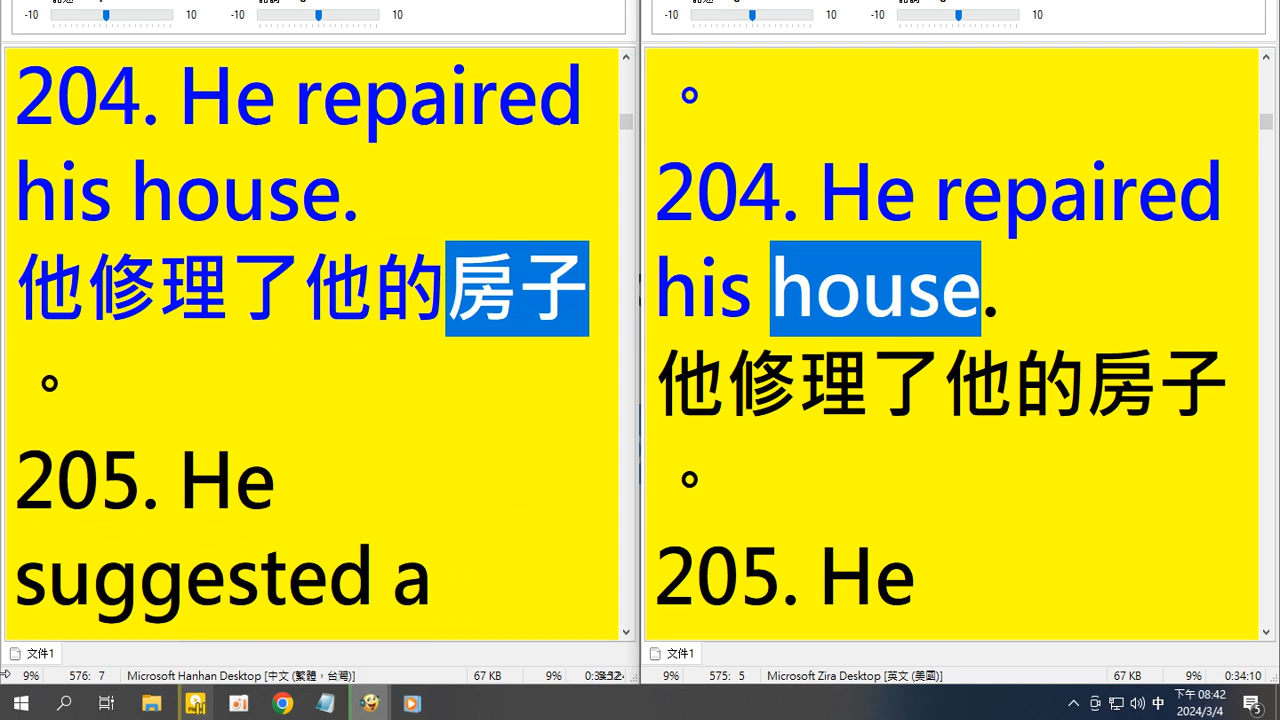 -10 10 -10 10
204. He repaired
his house.
他修理了他的房子
。
205. He
suggested a
文件1
9% 576: 7 Microsoft Hanhan Desktop [中文 (繁體，台灣)] 67 KB 9%
-10 10 -10 10
。
204. He repaired
his house.
他修理了他的房子
。
205. He
文件1
9% 575: 5 Microsoft Zira Desktop [英文 (美國)] 67 KB 9% 0:34:10
中
下午 08:42
2024/3/4
5